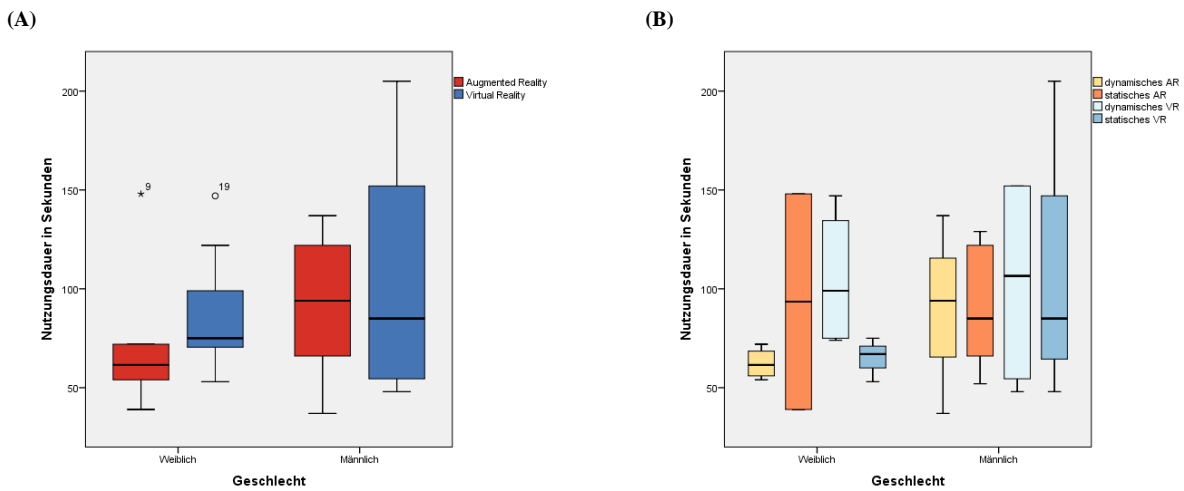 (A)
Nutzungsdauer in Sekunden
200
150
100
50
9
19
Weiblich
Männlich
Geschlecht
Augmented Reality
Virtual Reality
(B)
Nutzungsdauer in Sekunden
200
150
100
50
Weiblich
Männlich
Geschlecht
dynamisches AR
statisches AR
dynamisches VR
statisches VR